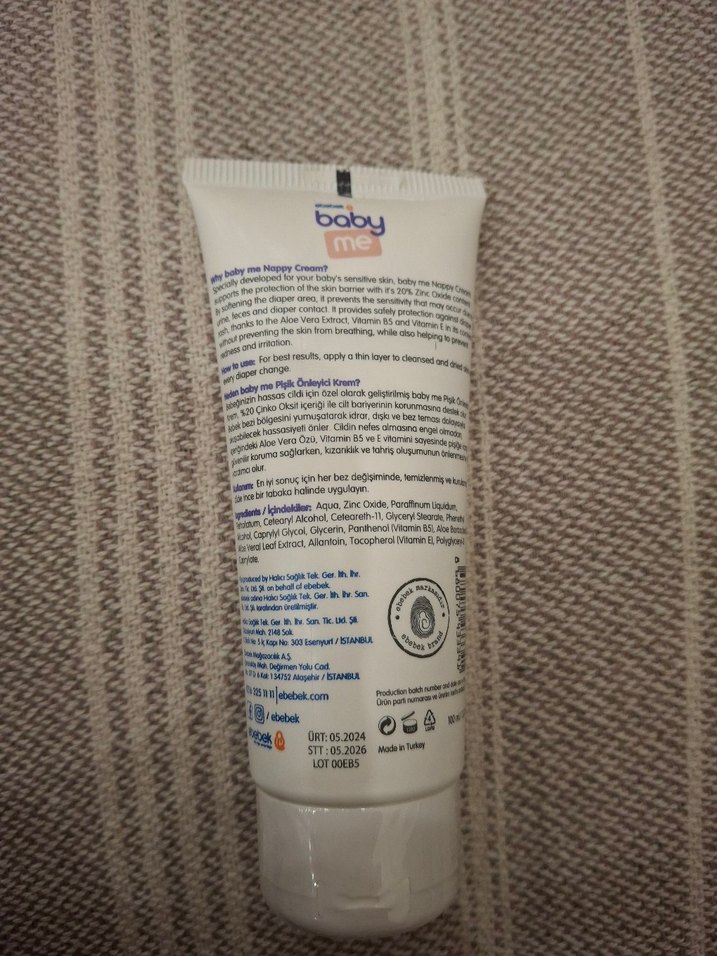 ebebek
baby
me
Why baby me Nappy Cream?
Specially developed for your baby's sensitive skin, baby me Nappy Cream
supports the protection of the skin barrier with it's 20% Zinc Oxide content.
By softening the diaper area, it prevents the sensitivity that may occur
urine, feces and diaper contact. It provides safely protection against diaper
rash, thanks to the Aloe Vera Extract, Vitamin B5 and Vitamin E in its
without preventing the skin from breathing, while also helping to prevent
redness and irritation.
How to use: For best results, apply a thin layer to cleansed and dried
every diaper change.
Neden baby me Pişik Önleyici Krem?
Bebeğinizin hassas cildi için özel olarak geliştirilmiş baby me Pişik Önleyici
Krem, %20 Çinko Oksit içeriği ile cilt bariyerinin korunmasına destek
Bebek bezi bölgesini yumuşatarak idrar, dışkı ve bez teması dolayısıyla
oluşabilecek hassasiyeti önler. Cildin nefes almasına engel olmadan
içeriğindeki Aloe Vera Özü, Vitamin B5 ve E vitamini sayesinde pişiğe
güvenilir koruma sağlarken, kızarıklık ve tahriş oluşumunun önlenmesine
yardımcı olur.
Kullanım: En iyi sonuç için her bez değişiminde, temizlenmiş ve
cilde ince bir tabaka halinde uygulayın.
Ingredients / İçindekiler: Aqua, Zinc Oxide, Paraffinum Liquidum,
Petrolatum, Cetearyl Alcohol, Ceteareth-11, Glyceryl Stearate, Phenethyl
Alcohol, Caprylyl Glycol, Glycerin, Panthenol (Vitamin B5), Aloe
Aloe Vera) Leaf Extract, Allantoin, Tocopherol (Vitamin E), Polyglyceryl-
Caprylate.
produced by Halıcı Sağlık Tek. Ger. İth. İhr.
Tic. Ltd. Şti. on behalf of ebebek.
adına Halıcı Sağlık Tek. Ger. İth. İhr. San.
Ltd. Şti. tarafından üretilmiştir.
Sağlık Tek. Ger. İth. İhr. San. Tic. Ltd. Şti.
Mah. 2148 Sok.
No: 5 İç Kapı No: 303 Esenyurt / İSTANBUL
Mağazacılık A.Ş.
Mah. Değirmen Yolu Cad.
Kat: 1 34752 Ataşehir / İSTANBUL
225 11 11 | ebebek.com
/ ebebek
ebebek
ebebek markasıdır
ebebek brand
Production batch number and
Ürün parti numarası ve üretim
100 ml
Made in Turkey
ÜRT: 05.2024
STT : 05.2026
LOT 00EB5